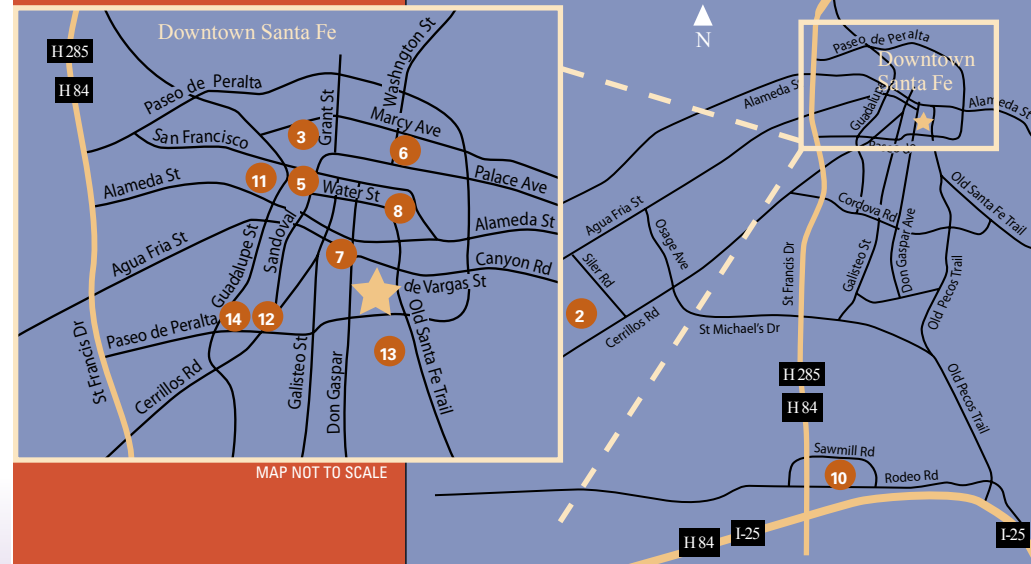 Downtown Santa Fe
H 285
H 84
Paseo de Peralta
San Francisco
Alameda St
Agua Fria St
Paseo de Peralta
St Francis Dr
Cerrillos Rd
Guadalupe St
Sandoval
Galisteo St
Don Gaspar
Grant St
Washngton St
Marcy Ave
Palace Ave
Water St
Alameda St
Canyon Rd
de Vargas St
Old Santa Fe Trail
3
6
11
5
8
7
14
12
13
MAP NOT TO SCALE
N
Downtown
Santa Fe
Paseo de Peralta
Alameda St
Guadalup
Alameda St
Paseo de
Agua Fria St
Osage Ave
Siler Rd
2
Cerrillos Rd
St Michael's Dr
St Francis Dr
Cordova Rd
Galisteo St
Don Gaspar Ave
Old Santa Fe Trail
Old Pecos Trail
Old Pecos Trail
H 285
H 84
Sawmill Rd
10
Rodeo Rd
H 84
I-25
I-25